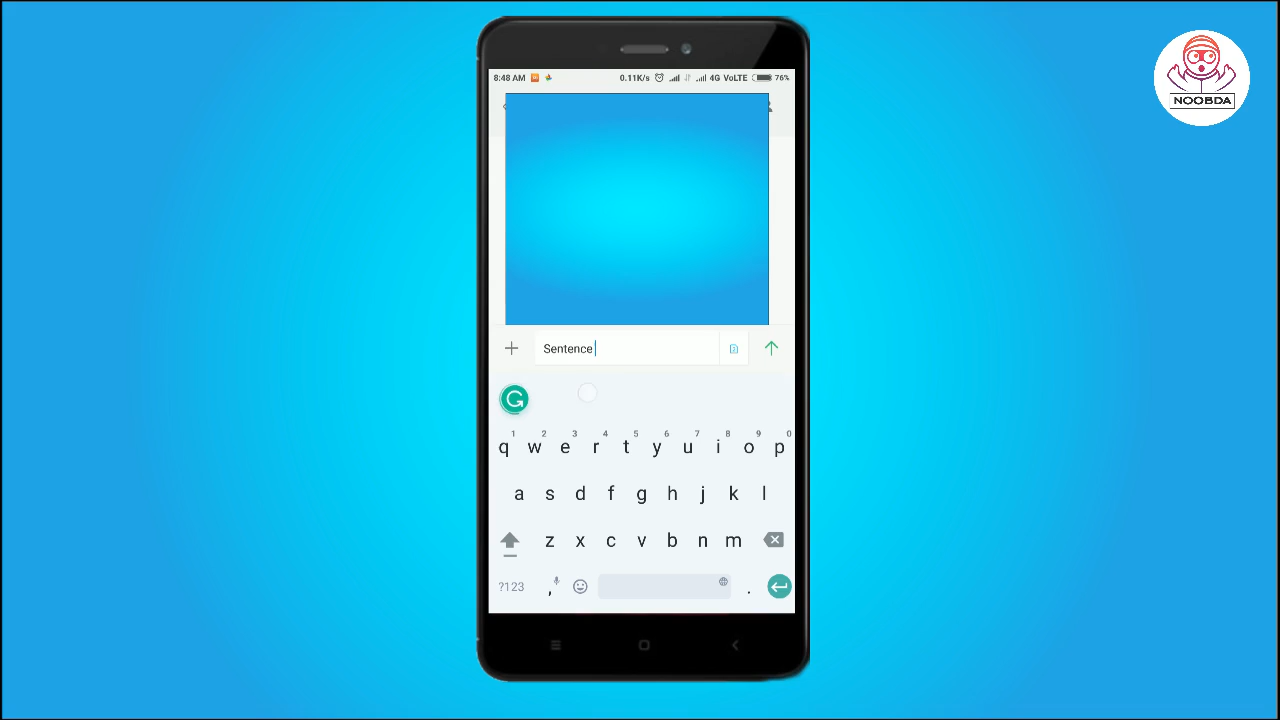 NOOBDA
8:48 AM 0.11K/s 4G VoLTE 76%
Sentence
1 2 3 4 5 6 7 8 9 0
q w e r t y u i o p
a s d f g h j k l
z x c v b n m
?123 , .